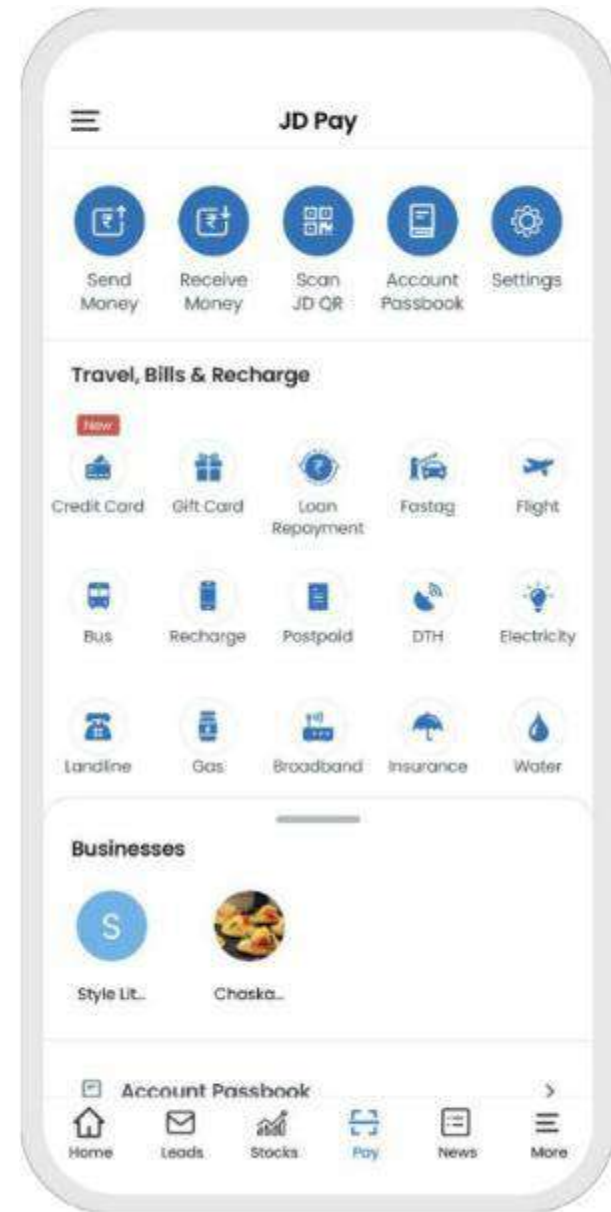 JD Pay
Send Money
Receive Money
Scan JD QR
Account Passbook
Settings
Travel, Bills & Recharge
New
Credit Card
Gift Card
Loan Repayment
Fastag
Flight
Bus
Recharge
Postpaid
DTH
Electricity
Landline
Gas
Broadband
Insurance
Water
Businesses
S
Style Lit...
Chaska...
Account Passbook
Home
Leads
Stocks
Pay
News
More